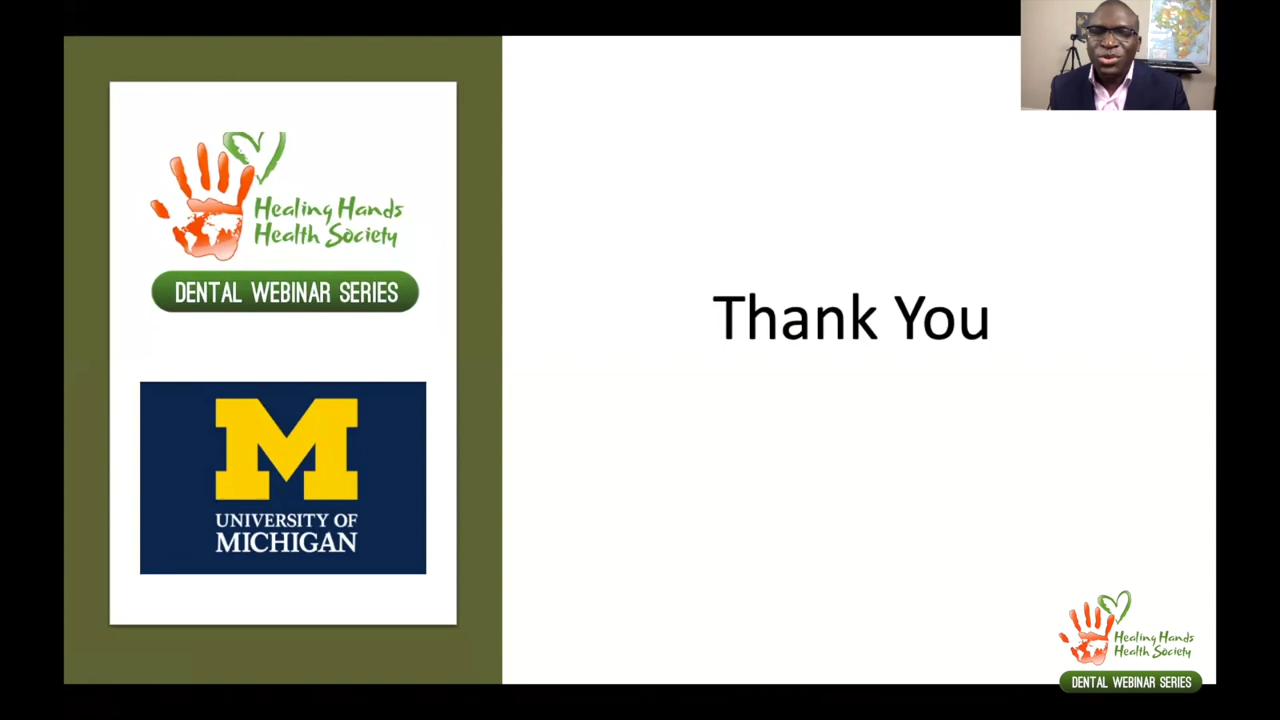 Healing Hands
Health Society
DENTAL WEBINAR SERIES
M
UNIVERSITY OF
MICHIGAN
Thank You
Healing Hands
Health Society
DENTAL WEBINAR SERIES